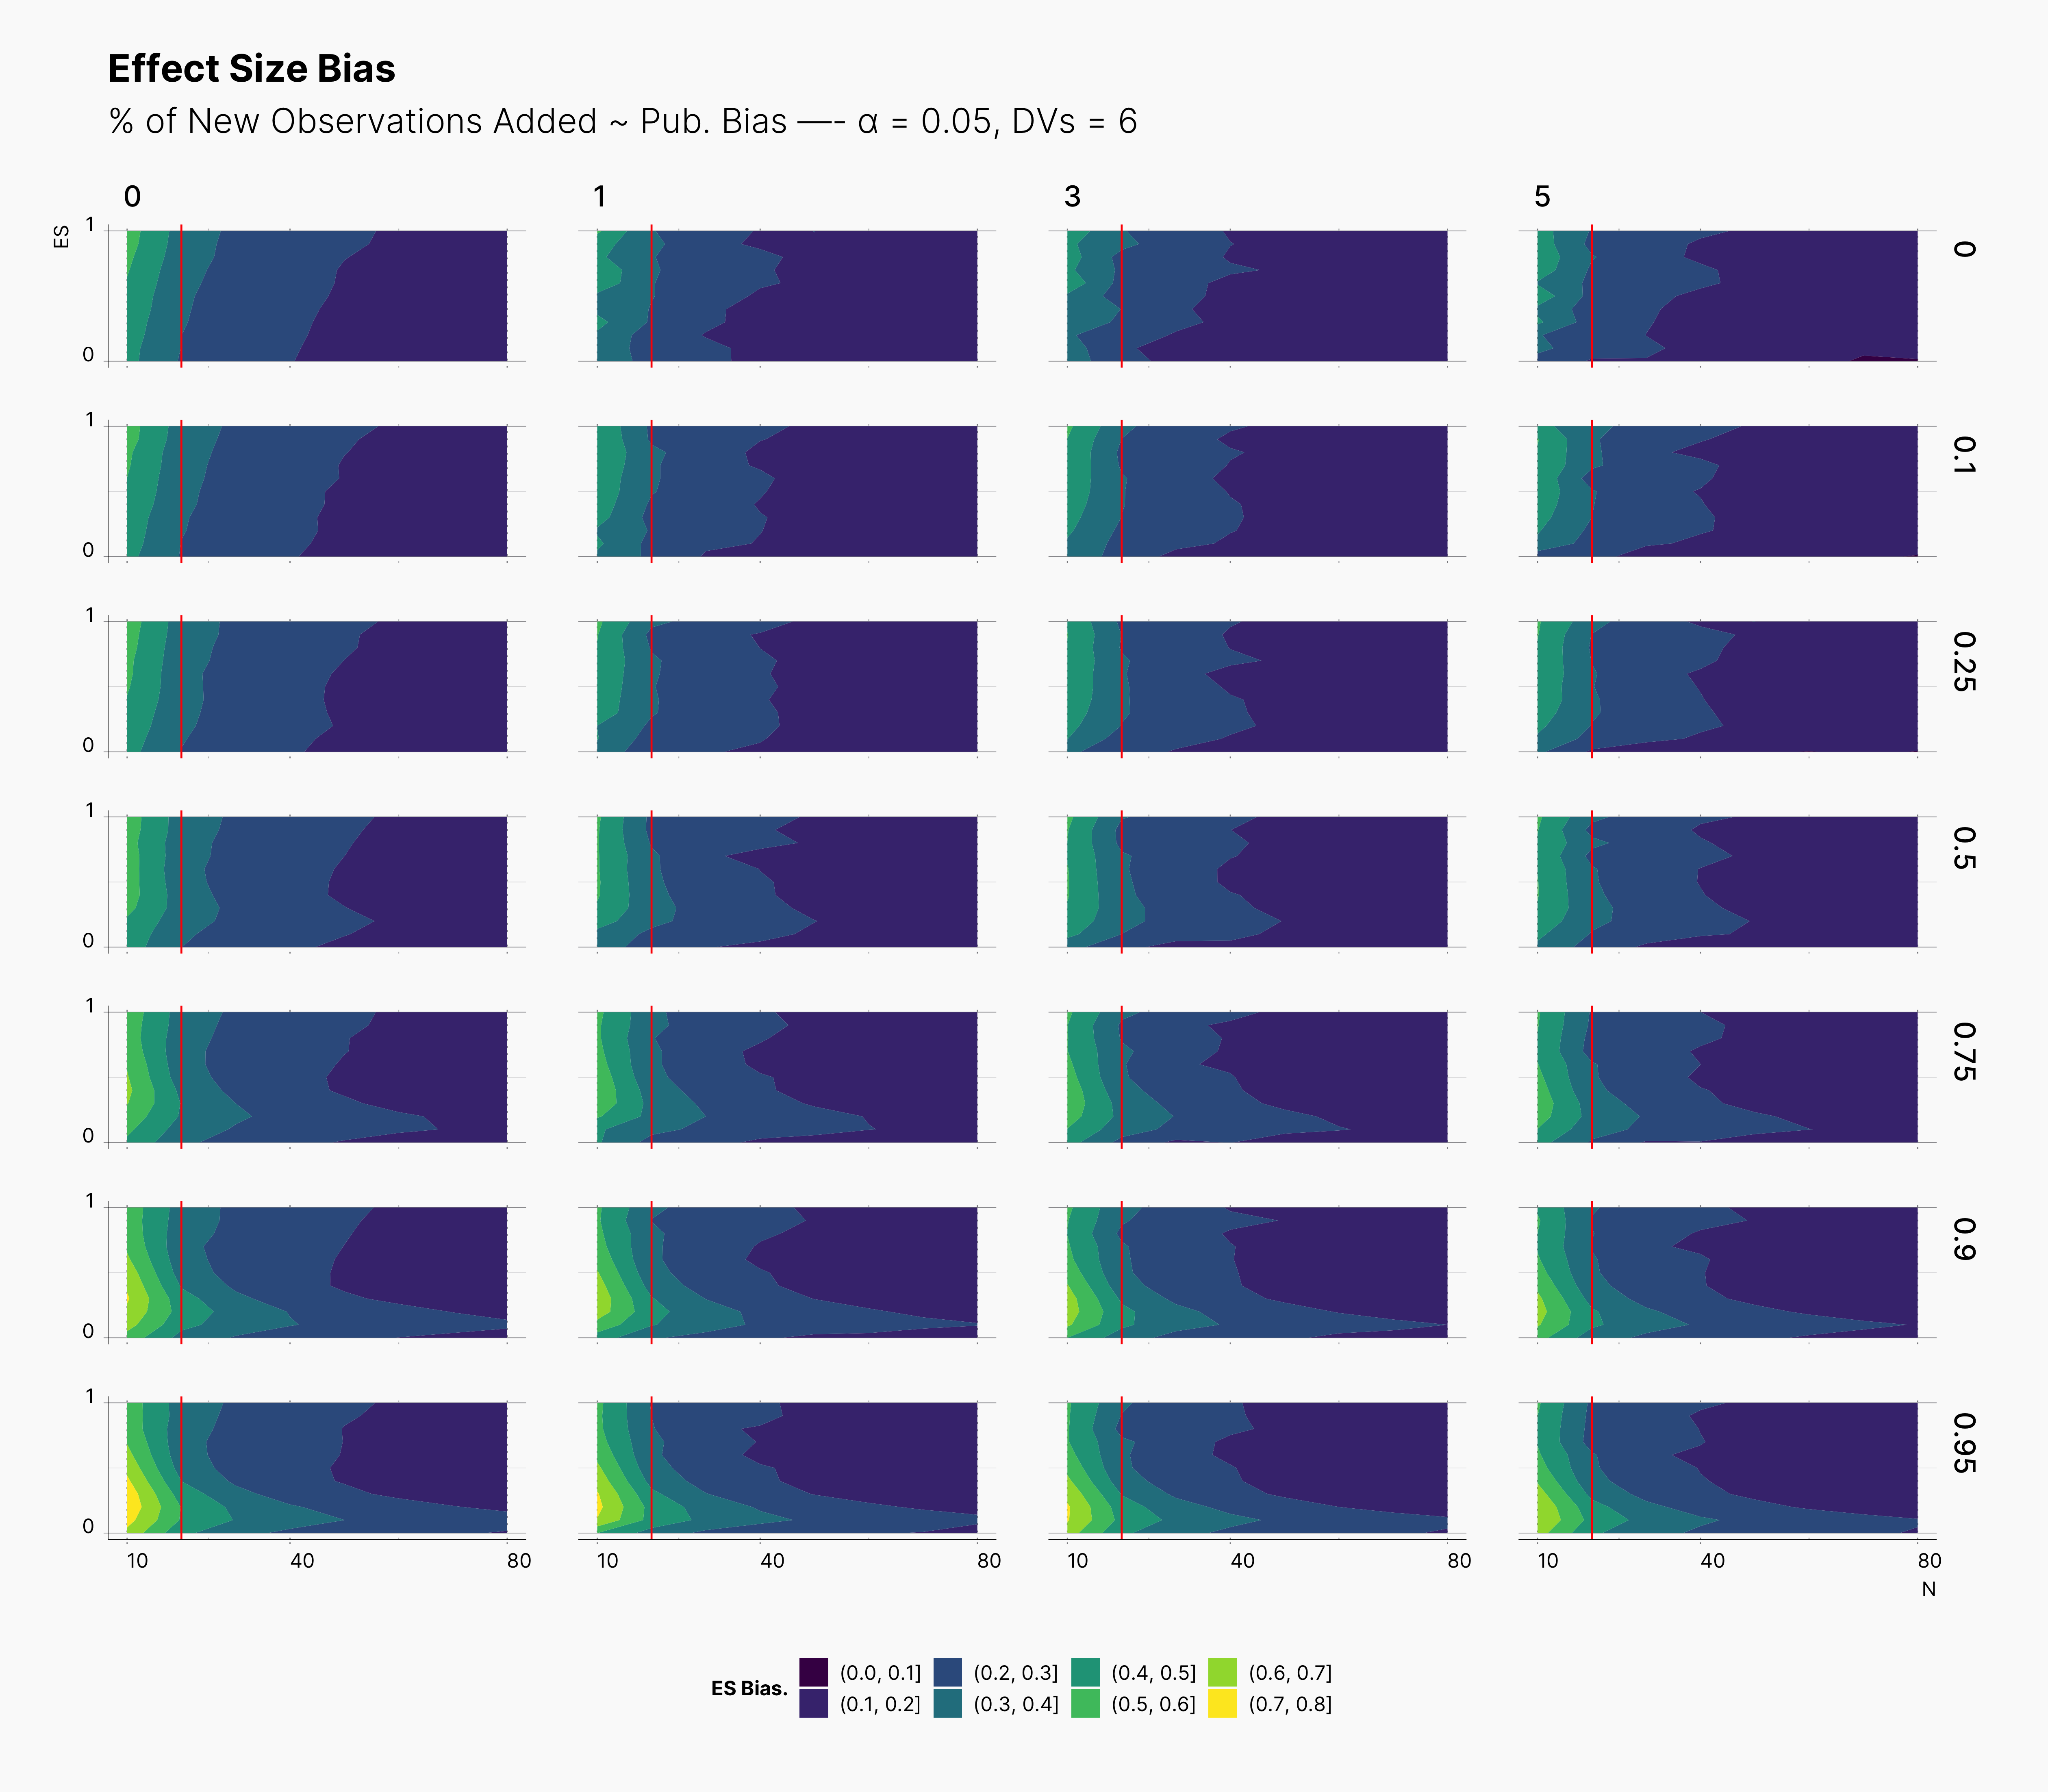 Effect Size Bias
% of New Observations Added ~ Pub. Bias —- α = 0.05, DVs = 6
0 1 3 5
ES
1
0
0
1
0
0.1
1
0
0.25
1
0
0.5
1
0
0.75
1
0
0.9
1
0
0.95
10 40 80 10 40 80 10 40 80 10 40 80
N
ES Bias.
(0.0, 0.1] (0.2, 0.3] (0.4, 0.5] (0.6, 0.7]
(0.1, 0.2] (0.3, 0.4] (0.5, 0.6] (0.7, 0.8]